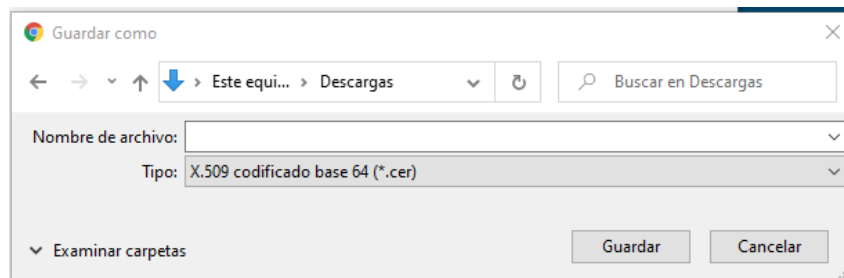 Guardar como
Este equi... > Descargas
Buscar en Descargas
Nombre de archivo:
Tipo: X.509 codificado base 64 (*.cer)
Examinar carpetas
Guardar
Cancelar